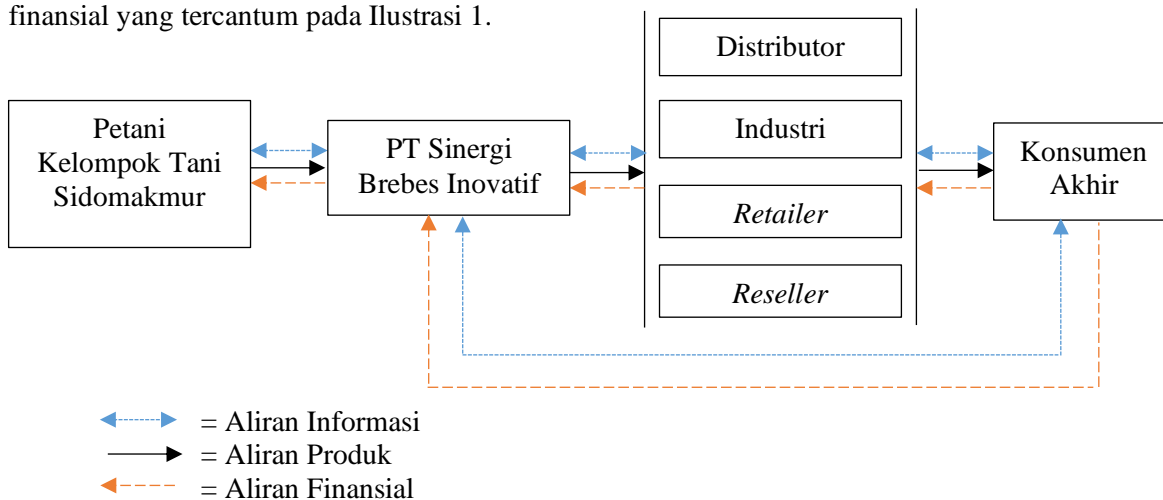 finansial yang tercantum pada Ilustrasi 1.
Petani
Kelompok Tani
Sidomakmur
PT Sinergi
Brebes Inovatif
Distributor
Industri
Retailer
Reseller
Konsumen
Akhir
= Aliran Informasi
= Aliran Produk
= Aliran Finansial